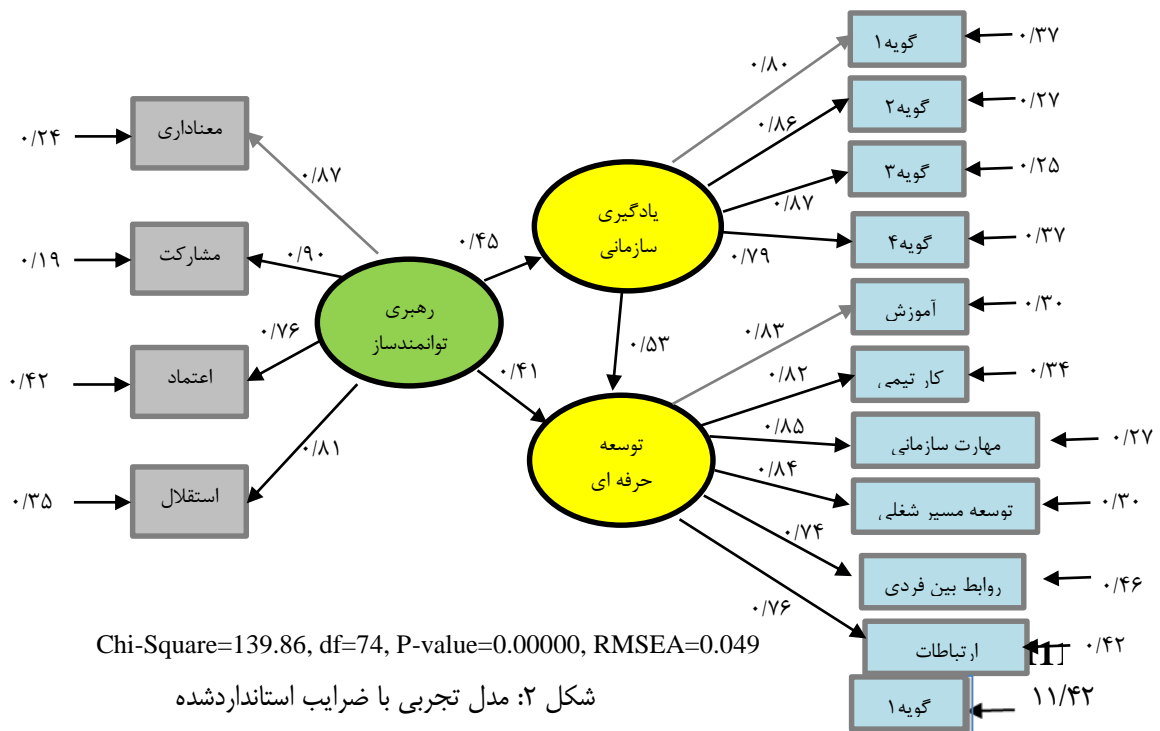 گویه۱
۰/۳۷
۰/۸۰
گویه۲
۰/۲۷
۰/۸۶
گویه۳
۰/۲۵
۰/۸۷
گویه۴
۰/۳۷
۰/۷۹
معناداری
۰/۲۴
۰/۸۷
مشارکت
۰/۱۹
۰/۹۰
اعتماد
۰/۴۲
۰/۷۶
استقلال
۰/۳۵
۰/۸۱
رهبری
توانمندساز
۰/۴۵
۰/۴۱
یادگیری
سازمانی
۰/۵۳
توسعه
حرفه ای
آموزش
۰/۳۰
۰/۸۳
کار تیمی
۰/۳۴
۰/۸۲
مهارت سازمانی
۰/۲۷
۰/۸۵
توسعه مسیر شغلی
۰/۳۰
۰/۸۴
روابط بین فردی
۰/۴۶
۰/۷۴
ارتباطات
۰/۴۲
۰/۷۶
گویه۱
۱۱/۴۲
Chi-Square=139.86, df=74, P-value=0.00000, RMSEA=0.049
شکل ۲: مدل تجربی با ضرایب استانداردشده